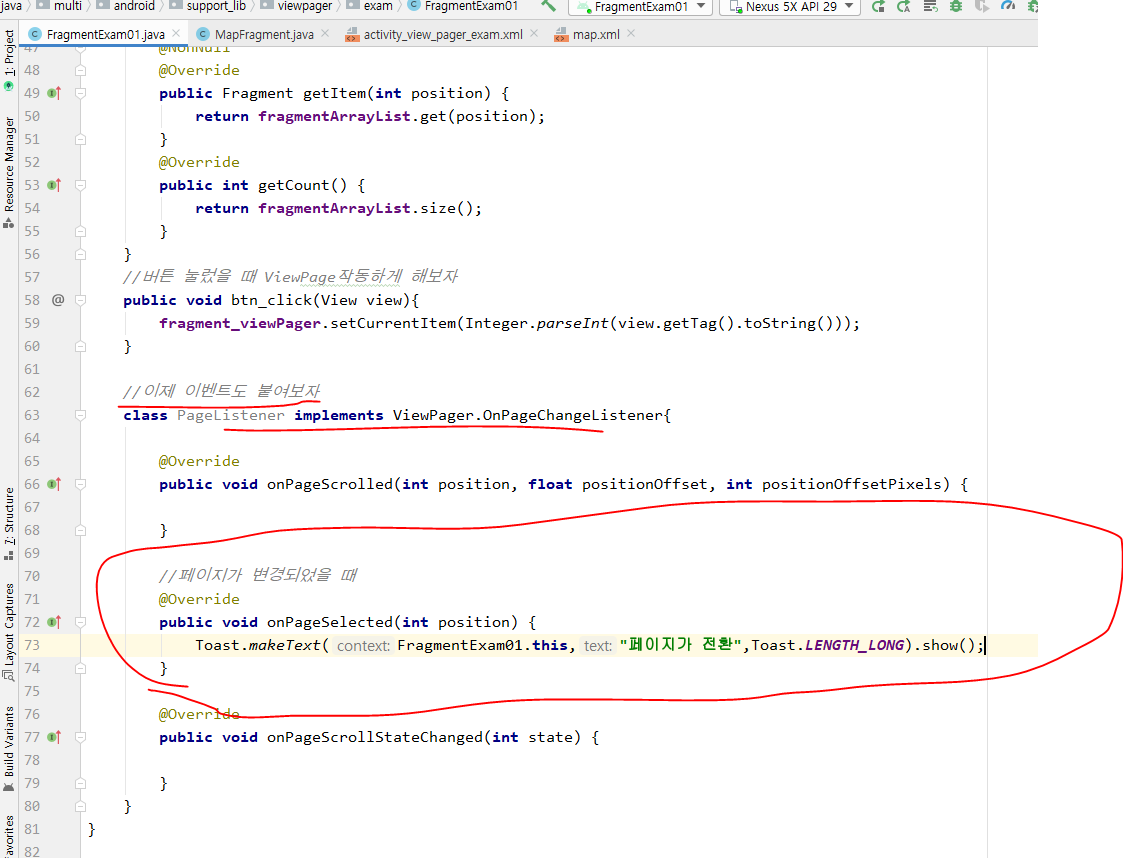 java multi android support_lib viewpager exam FragmentExam01 FragmentExam01 Nexus 5X API 29
FragmentExam01.java MapFragment.java activity_view_pager_exam.xml map.xml
1: Project
Resource Manager
7: Structure
Layout Captures
Build Variants
avorites
47 @NonNull
48 @Override
49 public Fragment getItem(int position) {
50 return fragmentArrayList.get(position);
51 }
52 @Override
53 public int getCount() {
54 return fragmentArrayList.size();
55 }
56 }
57 //버튼 눌렀을 때 ViewPage작동하게 해보자
58 @ public void btn_click(View view){
59 fragment_viewPager.setCurrentItem(Integer.parseInt(view.getTag().toString()));
60 }
61
62 //이제 이벤트도 붙여보자
63 class PageListener implements ViewPager.OnPageChangeListener{
64
65 @Override
66 public void onPageScrolled(int position, float positionOffset, int positionOffsetPixels) {
67
68 }
69
70 //페이지가 변경되었을 때
71 @Override
72 public void onPageSelected(int position) {
73 Toast.makeText( context: FragmentExam01.this, text: "페이지가 전환",Toast.LENGTH_LONG).show();
74 }
75
76 @Override
77 public void onPageScrollStateChanged(int state) {
78
79 }
80 }
81 }
82